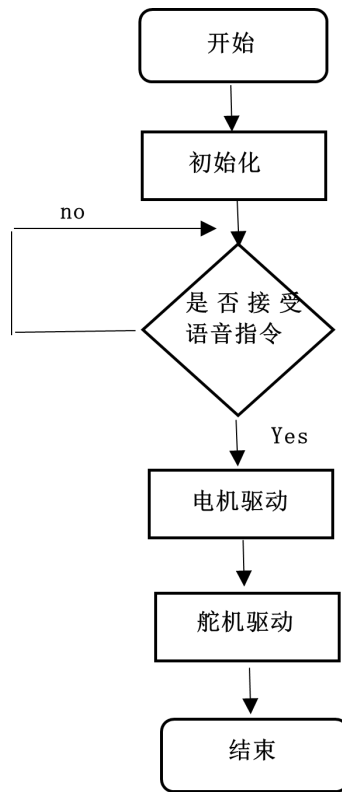 开始
初始化
no
是否接受
语音指令
Yes
电机驱动
舵机驱动
结束